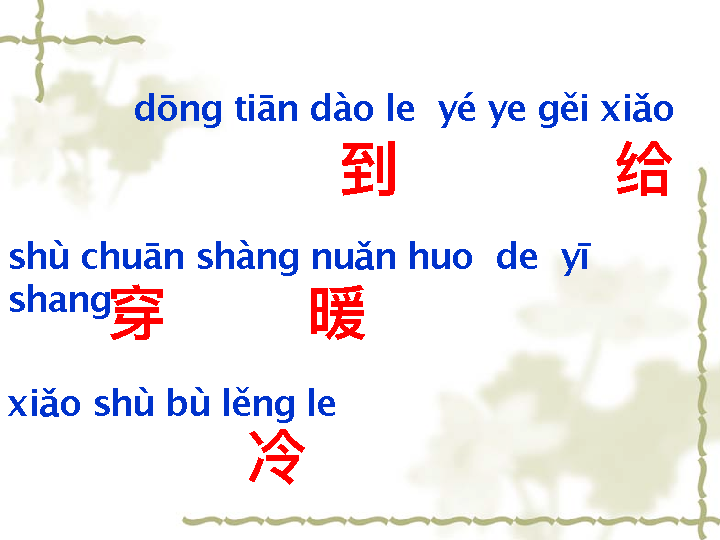 dōng tiān dào le yé ye gěi xiǎo
到 给
shù chuān shàng nuǎn huo de yī
shang
穿 暖
xiǎo shù bù lěng le
冷